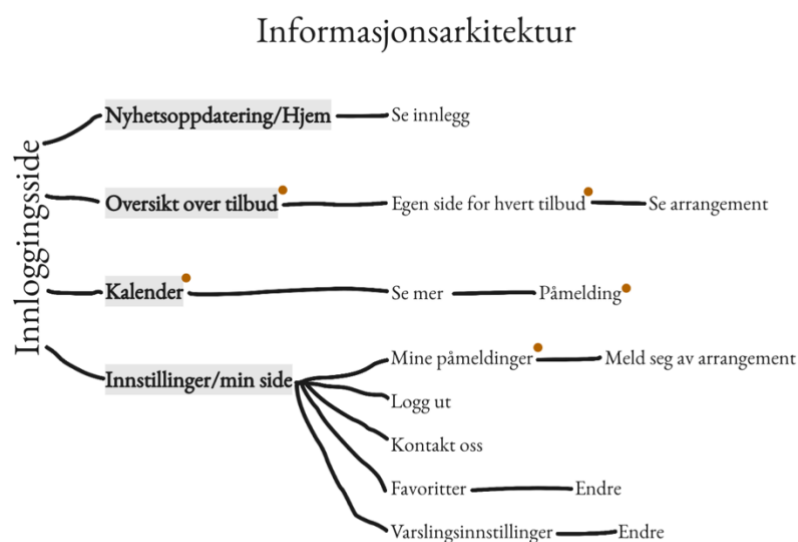 Informasjonsarkitektur
Innloggingsside
Nyhetsoppdatering/Hjem
Se innlegg
Oversikt over tilbud
Egen side for hvert tilbud
Se arrangement
Kalender
Se mer
Påmelding
Innstillinger/min side
Mine påmeldinger
Meld seg av arrangement
Logg ut
Kontakt oss
Favoritter
Endre
Varslingsinnstillinger
Endre